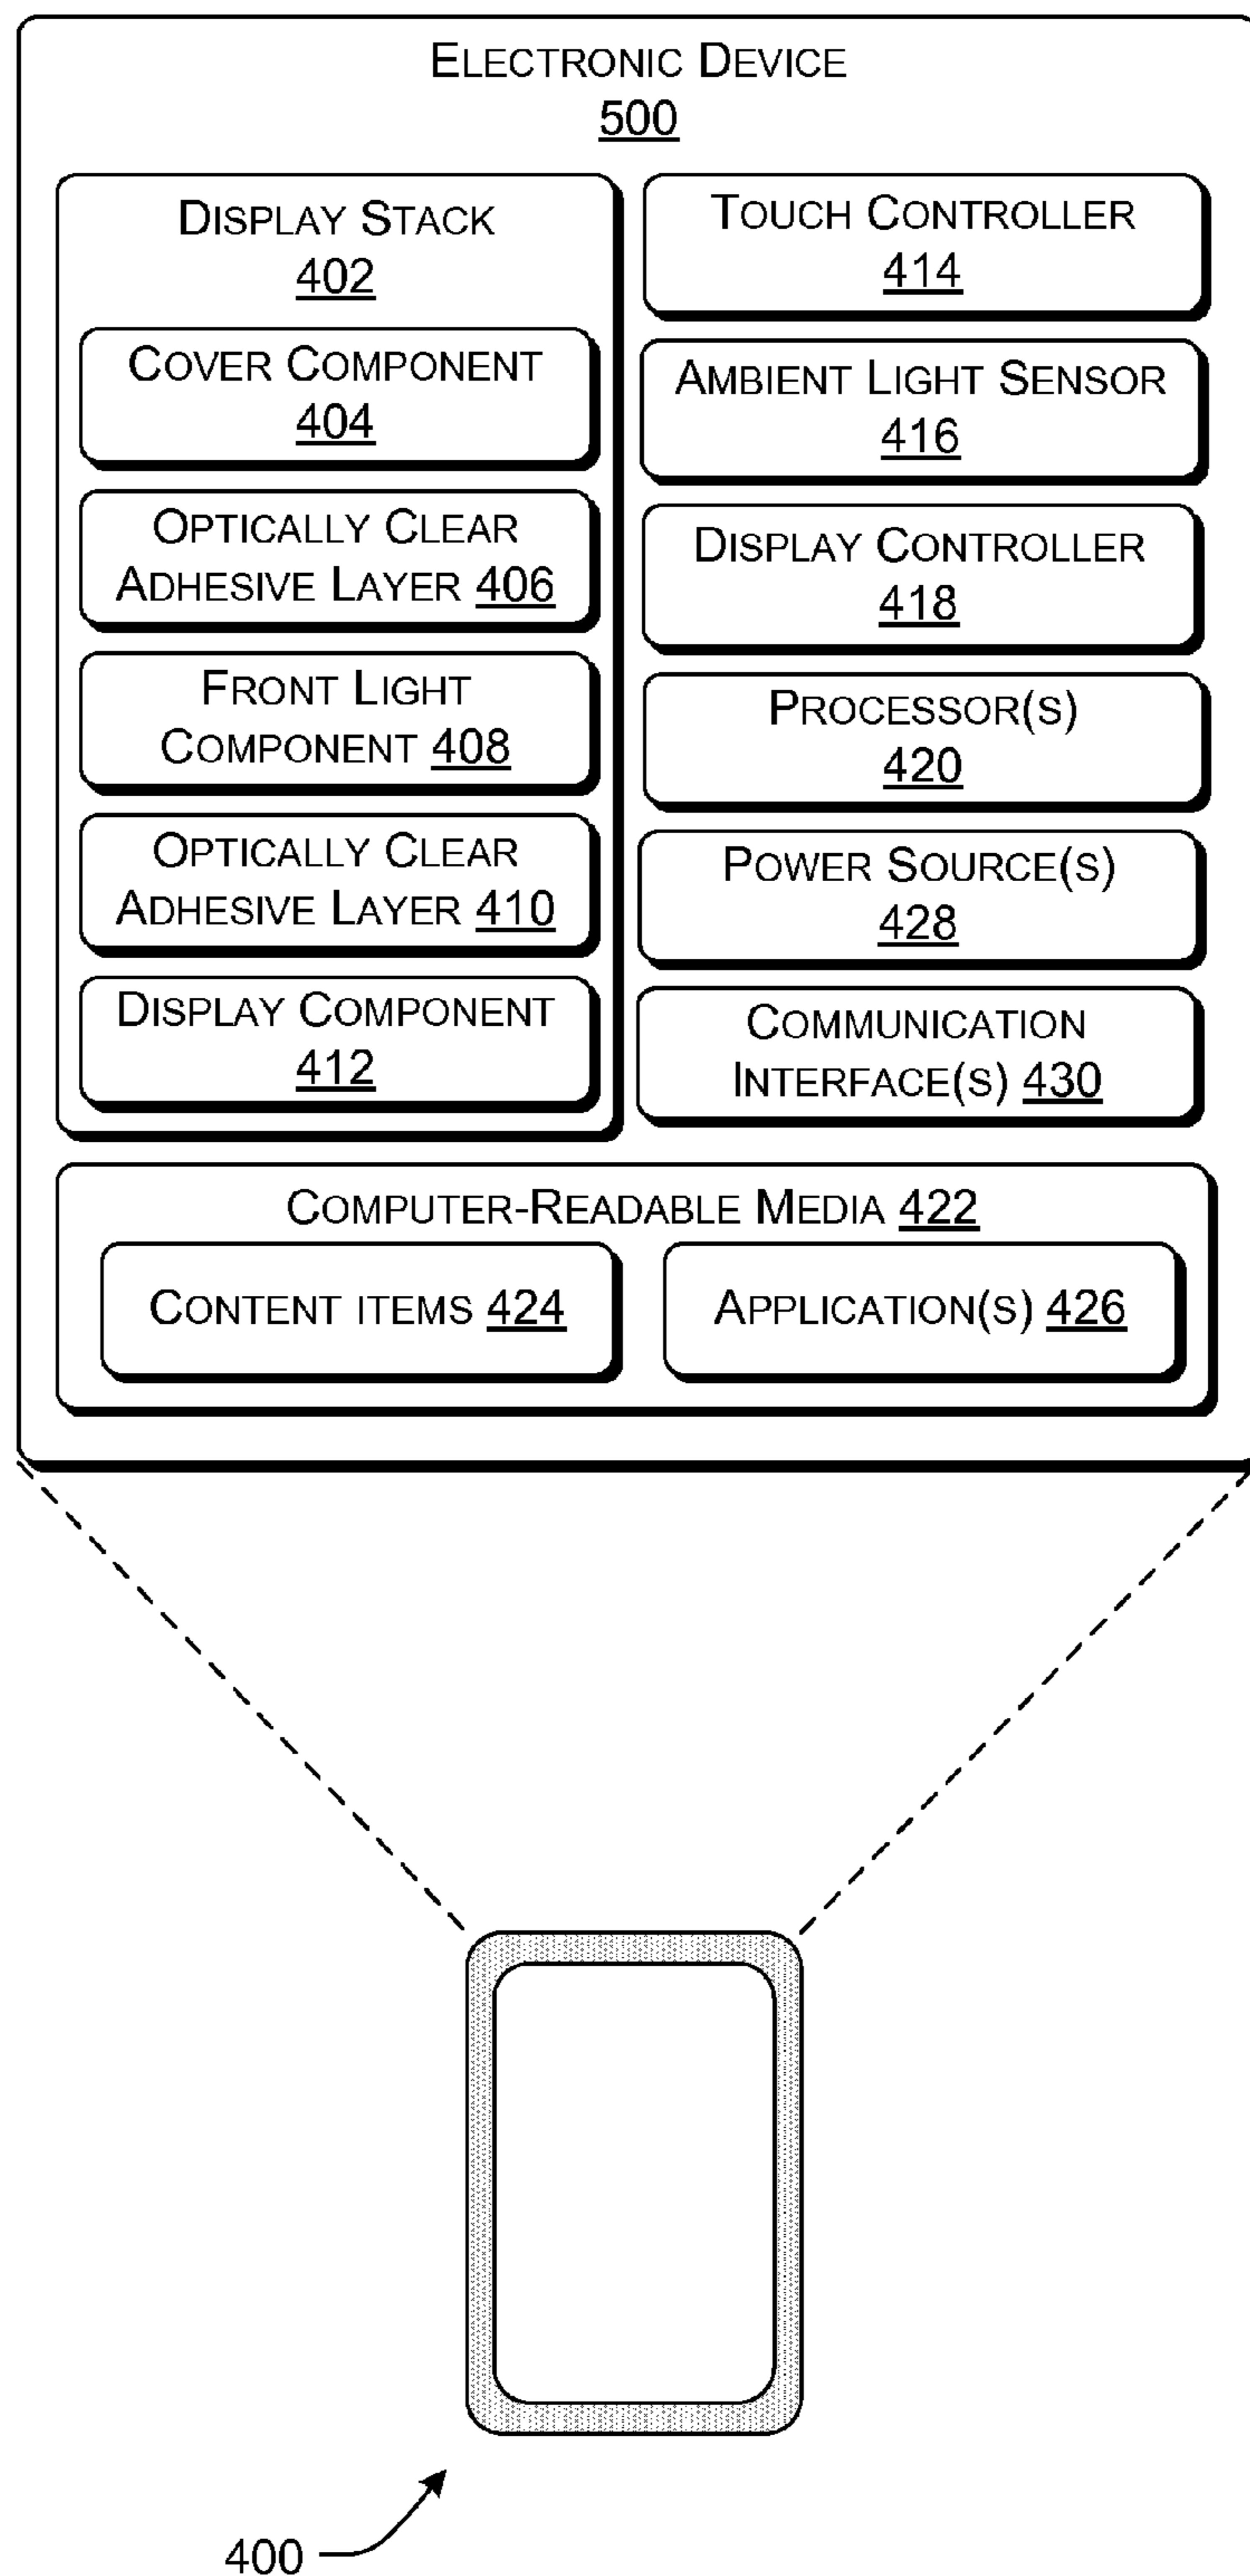 ELECTRONIC DEVICE
500
DISPLAY STACK
402
COVER COMPONENT
404
OPTICALLY CLEAR
ADHESIVE LAYER 406
FRONT LIGHT
COMPONENT 408
OPTICALLY CLEAR
ADHESIVE LAYER 410
DISPLAY COMPONENT
412
TOUCH CONTROLLER
414
AMBIENT LIGHT SENSOR
416
DISPLAY CONTROLLER
418
PROCESSOR(S)
420
POWER SOURCE(S)
428
COMMUNICATION
INTERFACE(S) 430
COMPUTER-READABLE MEDIA 422
CONTENT ITEMS 424
APPLICATION(S) 426
400